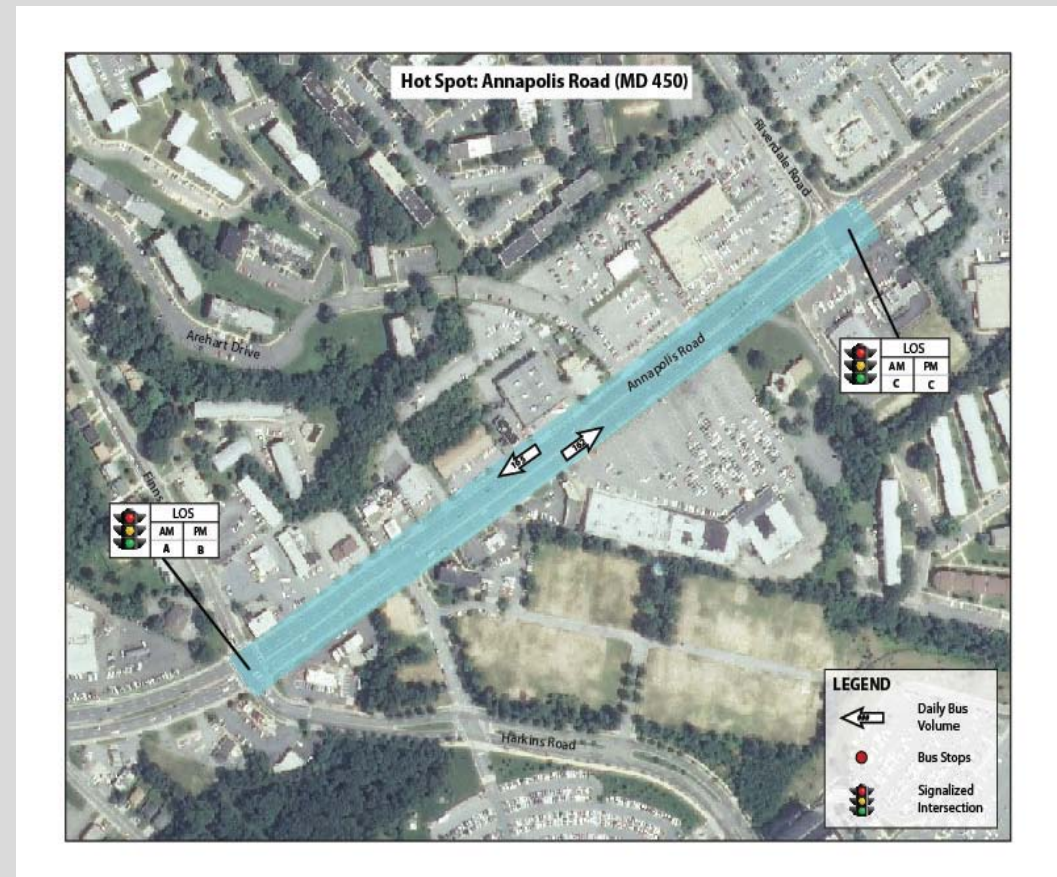 Hot Spot: Annapolis Road (MD 450)
Riverdale Road
Annapolis Road
Arehart Drive
LOS
AM PM
C C
LOS
AM PM
A B
Harkins Road
LEGEND
Daily Bus
Volume
Bus Stops
Signalized
Intersection